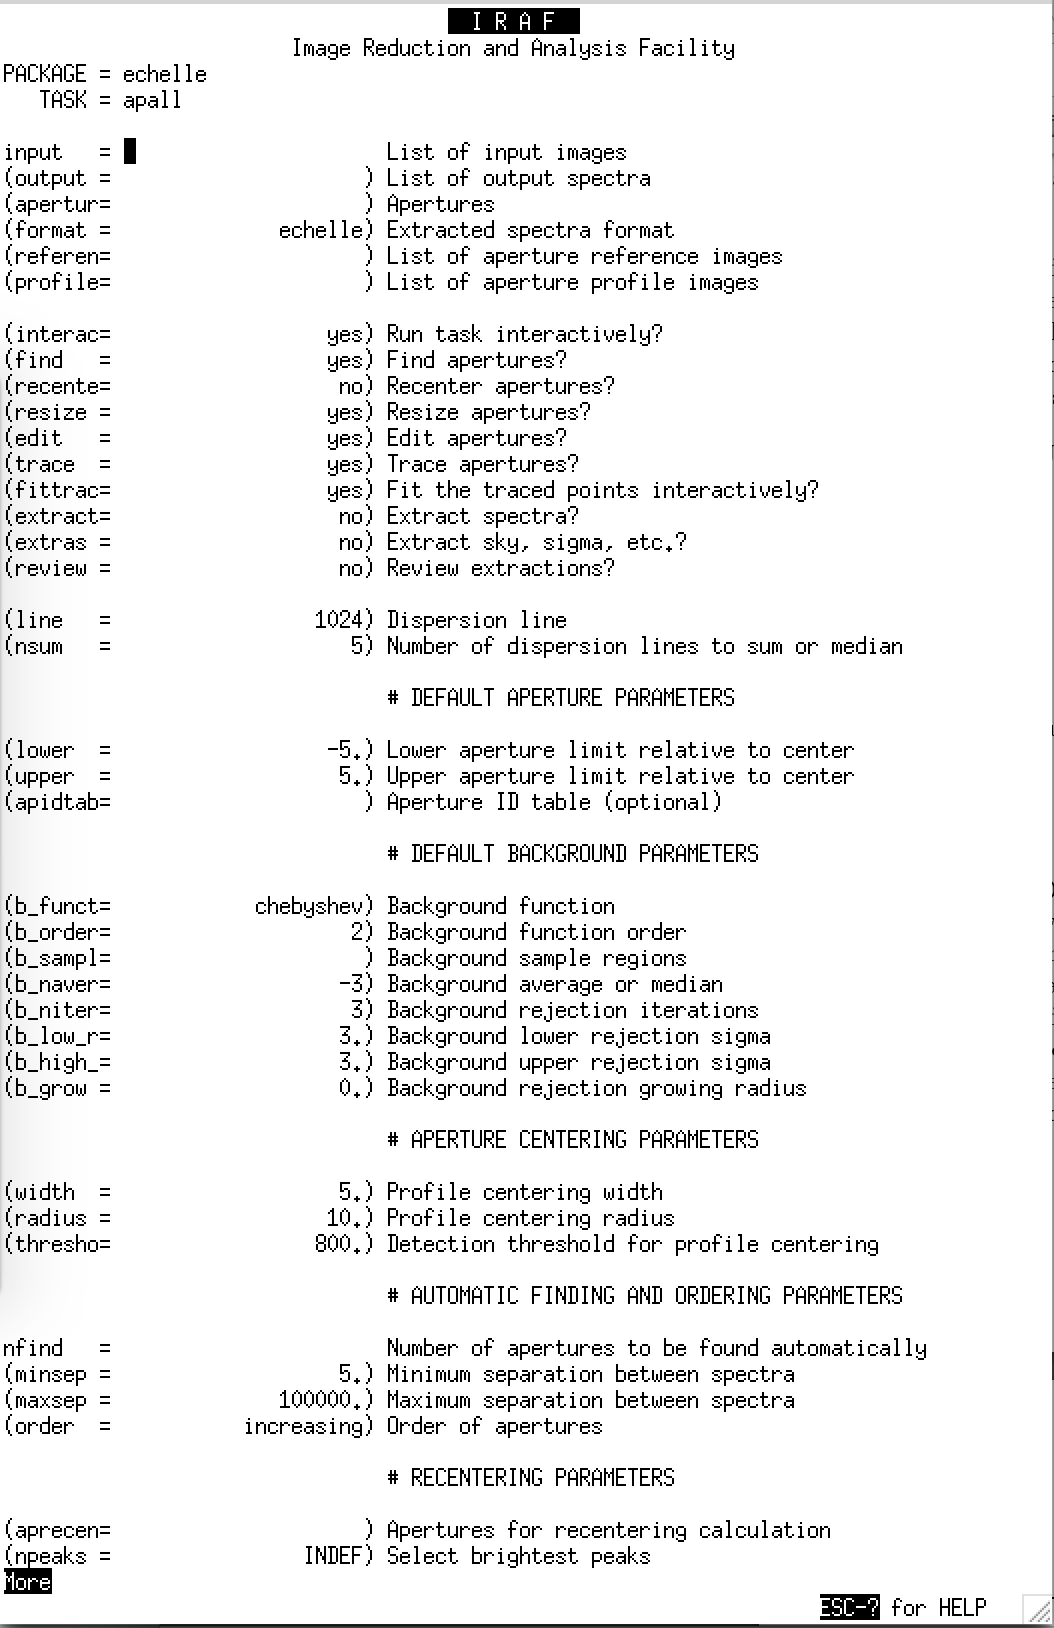 I R A F
Image Reduction and Analysis Facility
PACKAGE = echelle
TASK = apall
input = List of input images
(output = ) List of output spectra
(apertur= ) Apertures
(format = echelle) Extracted spectra format
(referen= ) List of aperture reference images
(profile= ) List of aperture profile images
(interac= yes) Run task interactively?
(find = yes) Find apertures?
(recente= no) Recenter apertures?
(resize = yes) Resize apertures?
(edit = yes) Edit apertures?
(trace = yes) Trace apertures?
(fittrac= yes) Fit the traced points interactively?
(extract= no) Extract spectra?
(extras = no) Extract sky, sigma, etc.?
(review = no) Review extractions?
(line = 1024) Dispersion line
(nsum = 5) Number of dispersion lines to sum or median
# DEFAULT APERTURE PARAMETERS
(lower = -5.) Lower aperture limit relative to center
(upper = 5.) Upper aperture limit relative to center
(apidtab= ) Aperture ID table (optional)
# DEFAULT BACKGROUND PARAMETERS
(b_funct= chebyshev) Background function
(b_order= 2) Background function order
(b_sampl= ) Background sample regions
(b_naver= -3) Background average or median
(b_niter= 3) Background rejection iterations
(b_low_r= 3.) Background lower rejection sigma
(b_high_= 3.) Background upper rejection sigma
(b_grow = 0.) Background rejection growing radius
# APERTURE CENTERING PARAMETERS
(width = 5.) Profile centering width
(radius = 10.) Profile centering radius
(thresho= 800.) Detection threshold for profile centering
# AUTOMATIC FINDING AND ORDERING PARAMETERS
nfind = Number of apertures to be found automatically
(minsep = 5.) Minimum separation between spectra
(maxsep = 100000.) Maximum separation between spectra
(order = increasing) Order of apertures
# RECENTERING PARAMETERS
(aprecen= ) Apertures for recentering calculation
(npeaks = INDEF) Select brightest peaks
More
ESC-? for HELP